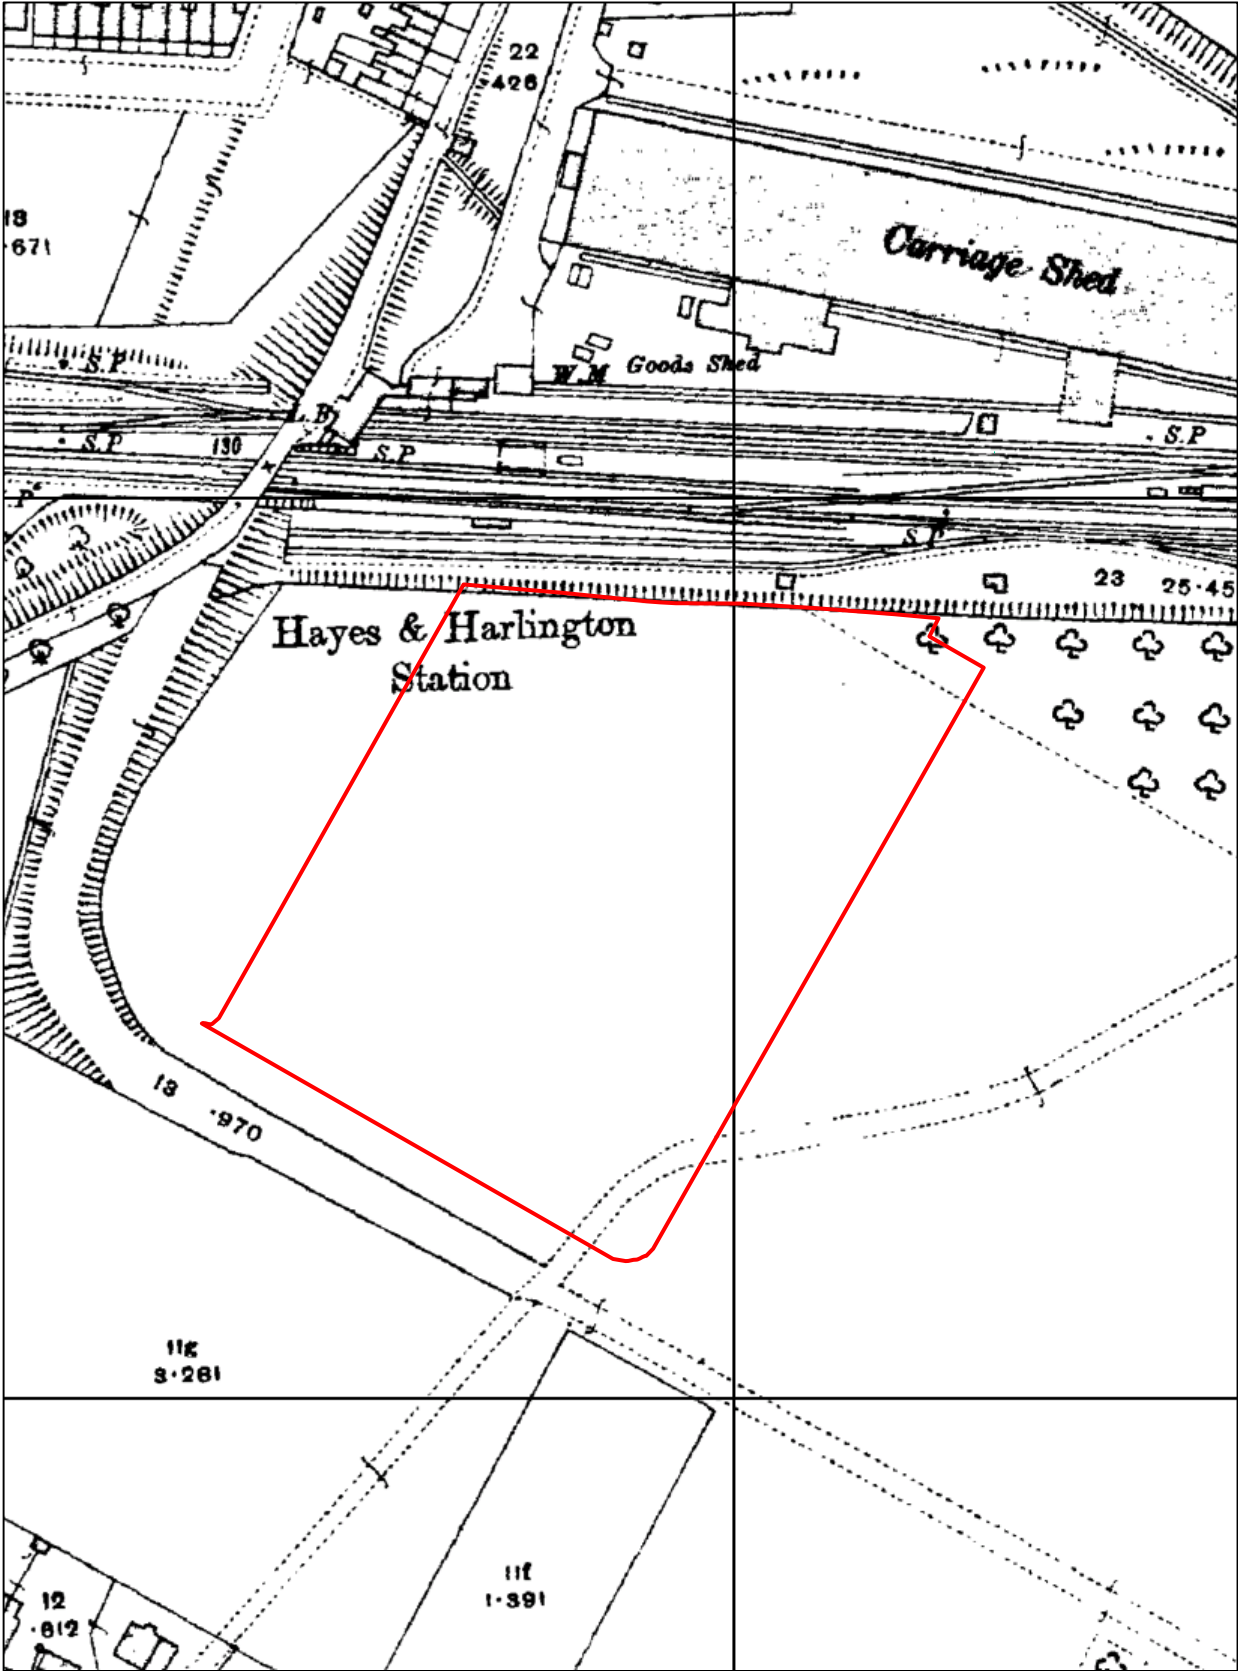 22
·426
18
·671
Carriage Shed
S.P
W.M
Goods Shed
L.B
S.P
130
S.P
S.P
P
S.P
23
25·45
Hayes & Harlington
Station
13
·970
11g
3·281
11f
1·391
12
·812